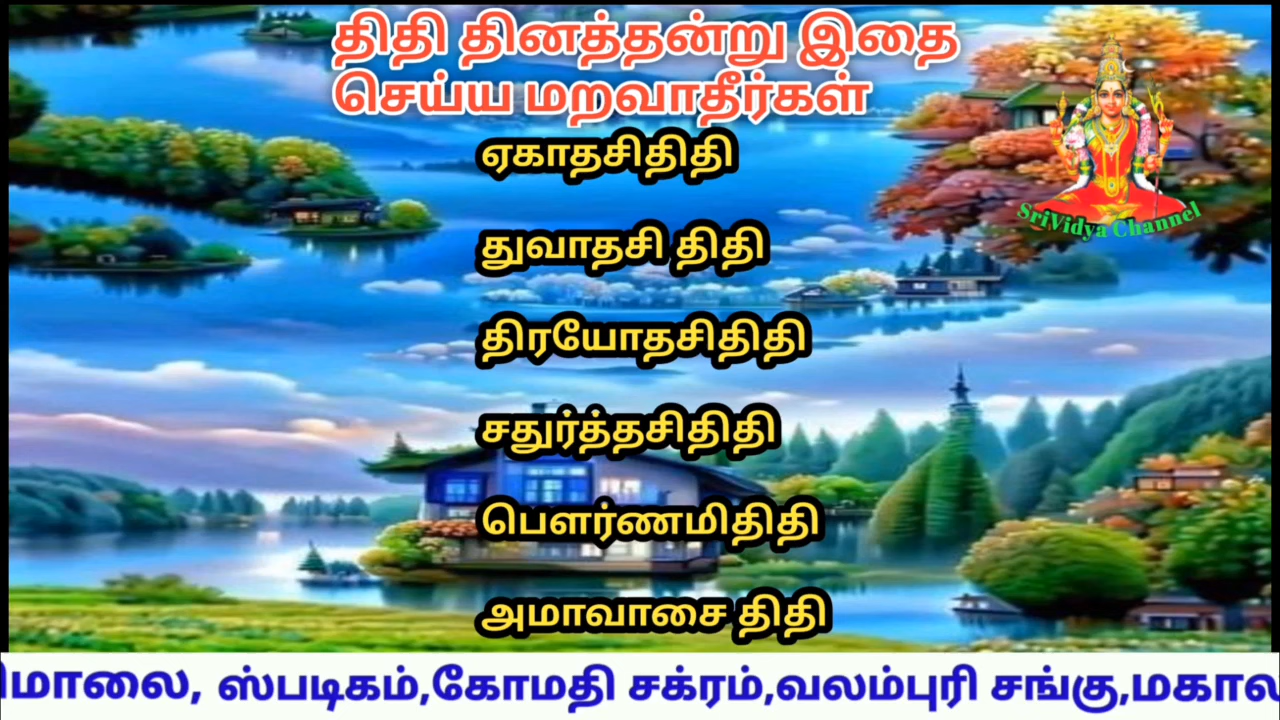 திதி தினத்தன்று இதை
செய்ய மறவாதீர்கள்
ஏகாதசிதிதி
SriVidya Channel
துவாதசி திதி
திரயோதசிதிதி
சதுர்த்தசிதிதி
பௌர்ணமிதிதி
அமாவாசை திதி
ஸ்படிகம்,கோமதி சக்ரம்,வலம்புரி சங்கு,